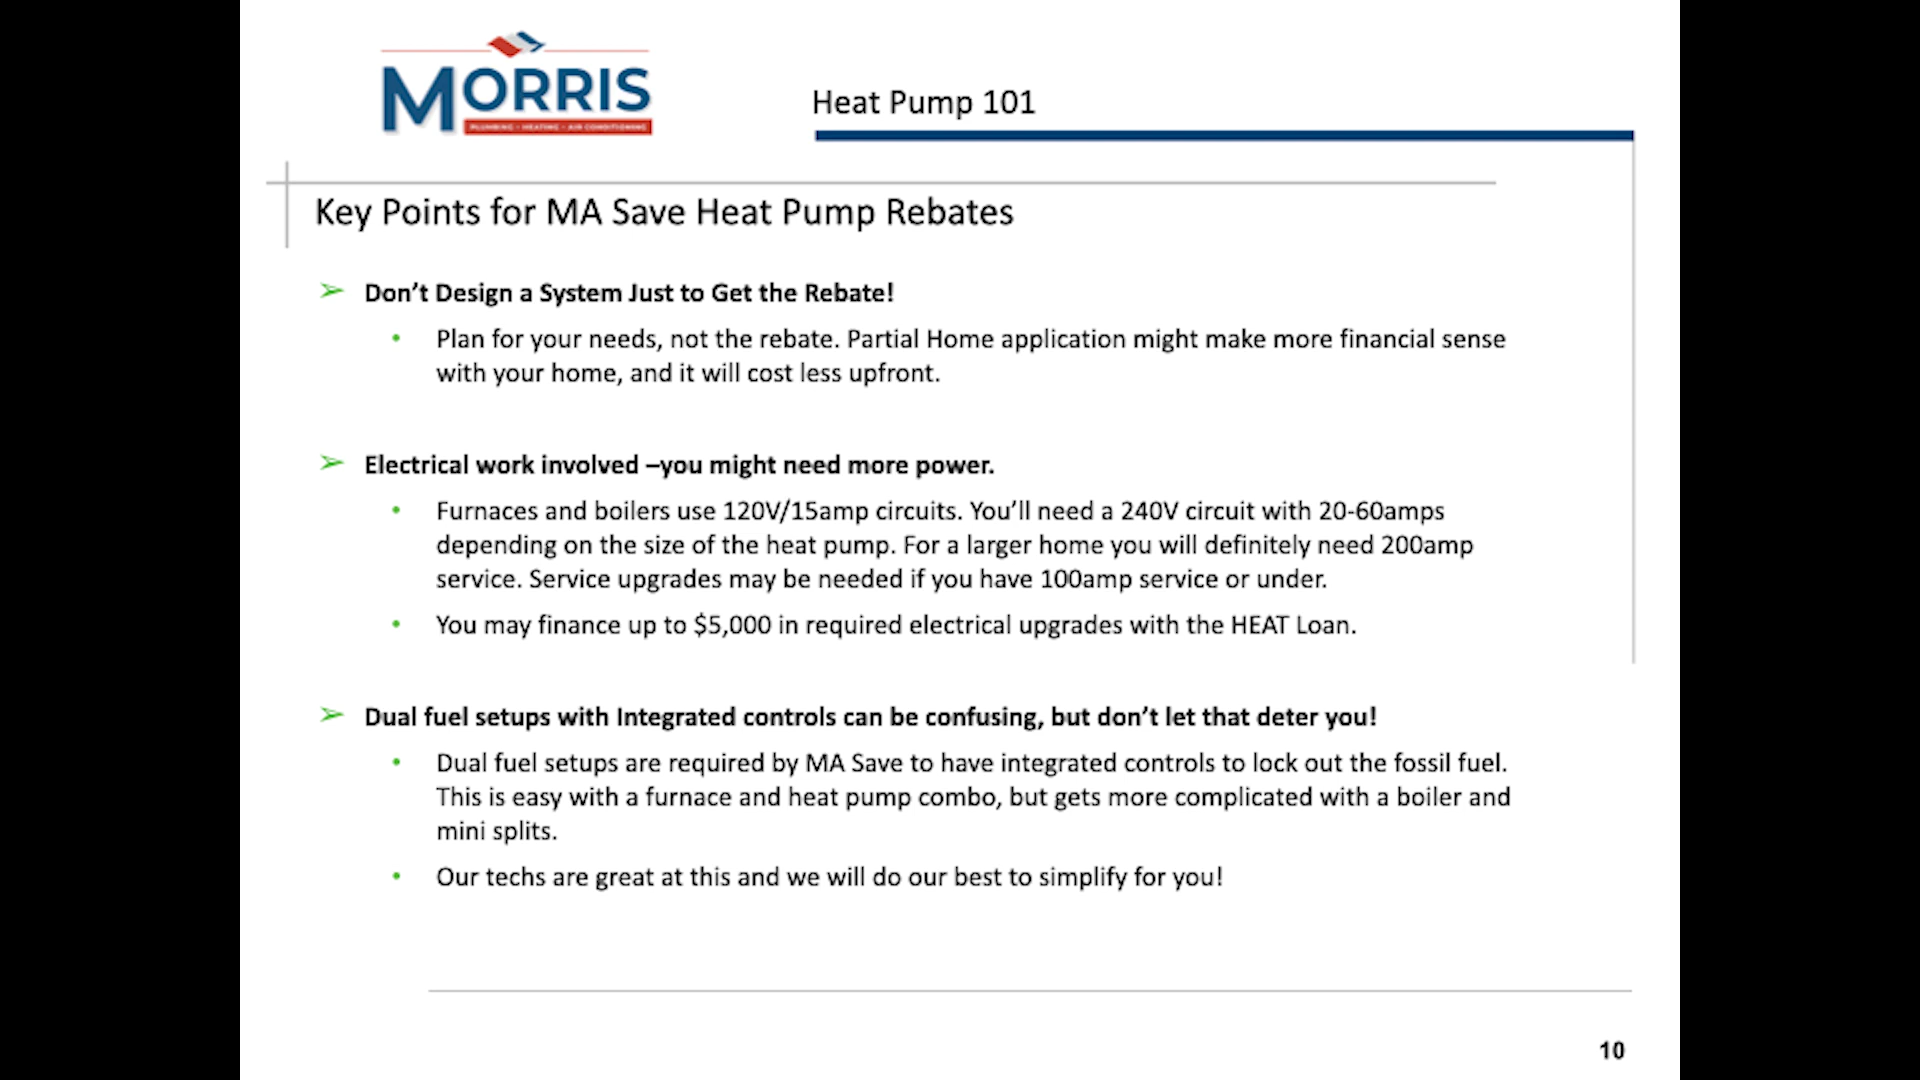 MORRIS
PLUMBING · HEATING · AIR CONDITIONING
Heat Pump 101
Key Points for MA Save Heat Pump Rebates
➢ Don’t Design a System Just to Get the Rebate!
• Plan for your needs, not the rebate. Partial Home application might make more financial sense
with your home, and it will cost less upfront.
➢ Electrical work involved –you might need more power.
• Furnaces and boilers use 120V/15amp circuits. You’ll need a 240V circuit with 20-60amps
depending on the size of the heat pump. For a larger home you will definitely need 200amp
service. Service upgrades may be needed if you have 100amp service or under.
• You may finance up to $5,000 in required electrical upgrades with the HEAT Loan.
➢ Dual fuel setups with Integrated controls can be confusing, but don’t let that deter you!
• Dual fuel setups are required by MA Save to have integrated controls to lock out the fossil fuel.
This is easy with a furnace and heat pump combo, but gets more complicated with a boiler and
mini splits.
• Our techs are great at this and we will do our best to simplify for you!
10